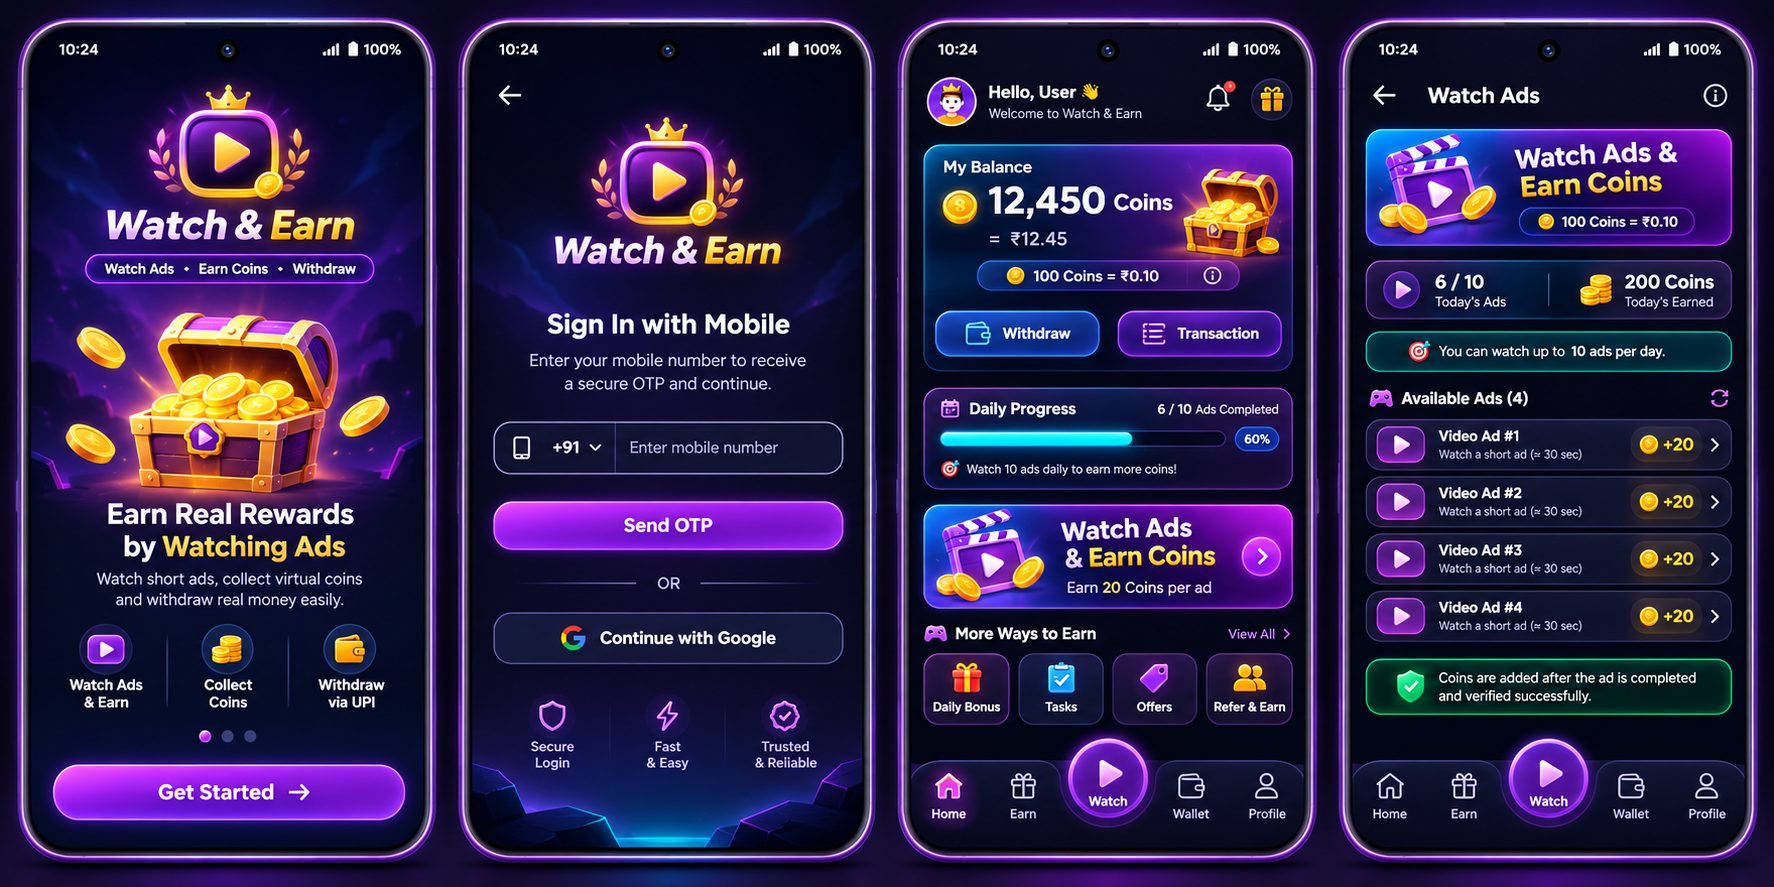 10:24
100%
Watch & Earn
Watch Ads • Earn Coins • Withdraw
Earn Real Rewards
by Watching Ads
Watch short ads, collect virtual coins
and withdraw real money easily.
Watch Ads
& Earn
Collect
Coins
Withdraw
via UPI
Get Started →
10:24
100%
Watch & Earn
Sign In with Mobile
Enter your mobile number to receive
a secure OTP and continue.
+91
Enter mobile number
Send OTP
OR
G
Continue with Google
Secure
Login
Fast
& Easy
Trusted
& Reliable
10:24
100%
Hello, User 👋
Welcome to Watch & Earn
My Balance
12,450 Coins
= ₹12.45
100 Coins = ₹0.10
Withdraw
Transaction
Daily Progress
6 / 10 Ads Completed
60%
Watch 10 ads daily to earn more coins!
Watch Ads
& Earn Coins
Earn 20 Coins per ad
More Ways to Earn
View All >
Daily Bonus
Tasks
Offers
Refer & Earn
Home
Earn
Watch
Wallet
Profile
10:24
100%
Watch Ads
Watch Ads &
Earn Coins
100 Coins = ₹0.10
6 / 10
Today's Ads
200 Coins
Today's Earned
You can watch up to 10 ads per day.
Available Ads (4)
Video Ad #1
Watch a short ad (≈ 30 sec)
+20
Video Ad #2
Watch a short ad (≈ 30 sec)
+20
Video Ad #3
Watch a short ad (≈ 30 sec)
+20
Video Ad #4
Watch a short ad (≈ 30 sec)
+20
Coins are added after the ad is completed
and verified successfully.
Home
Earn
Watch
Wallet
Profile